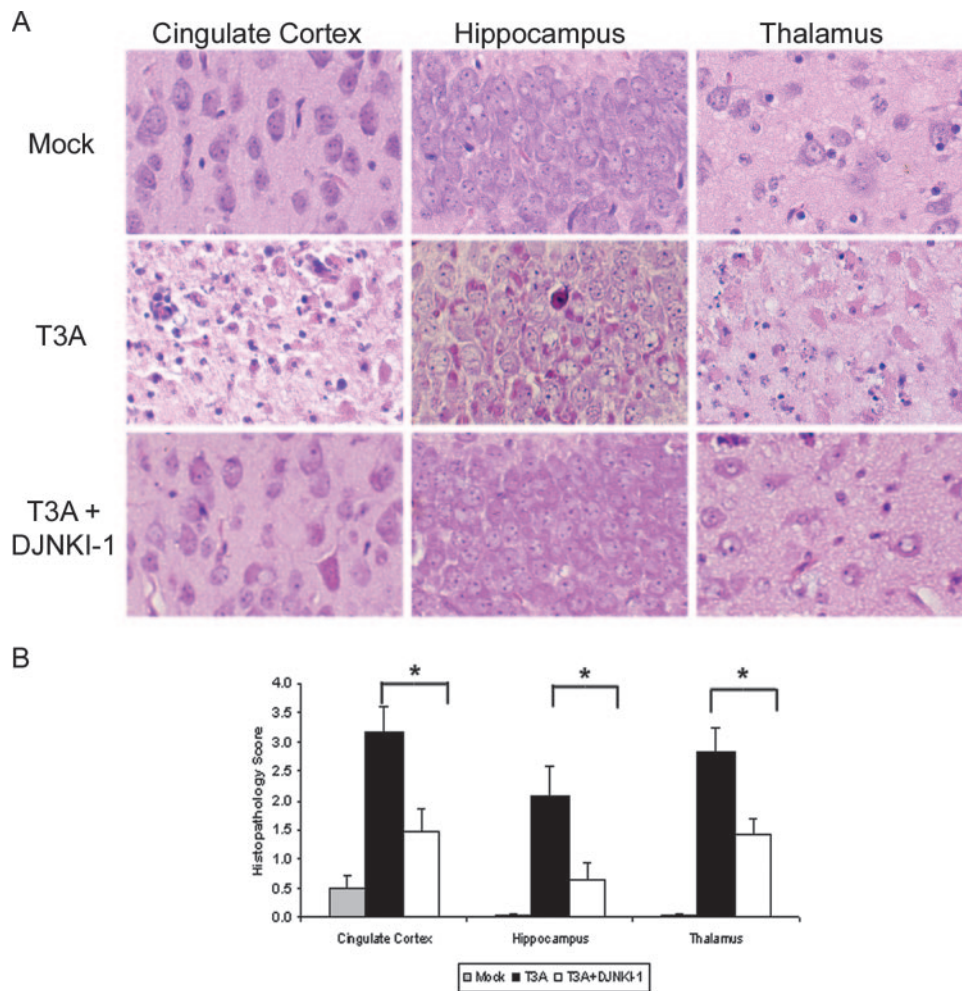 A
Cingulate Cortex Hippocampus Thalamus
Mock
T3A
T3A +
DJNKI-1
B
* * *
4.0
3.5
3.0
2.5
2.0
1.5
1.0
0.5
0.0
Histopathology Score
Cingulate Cortex Hippocampus Thalamus
Mock T3A T3A+DJNKI-1